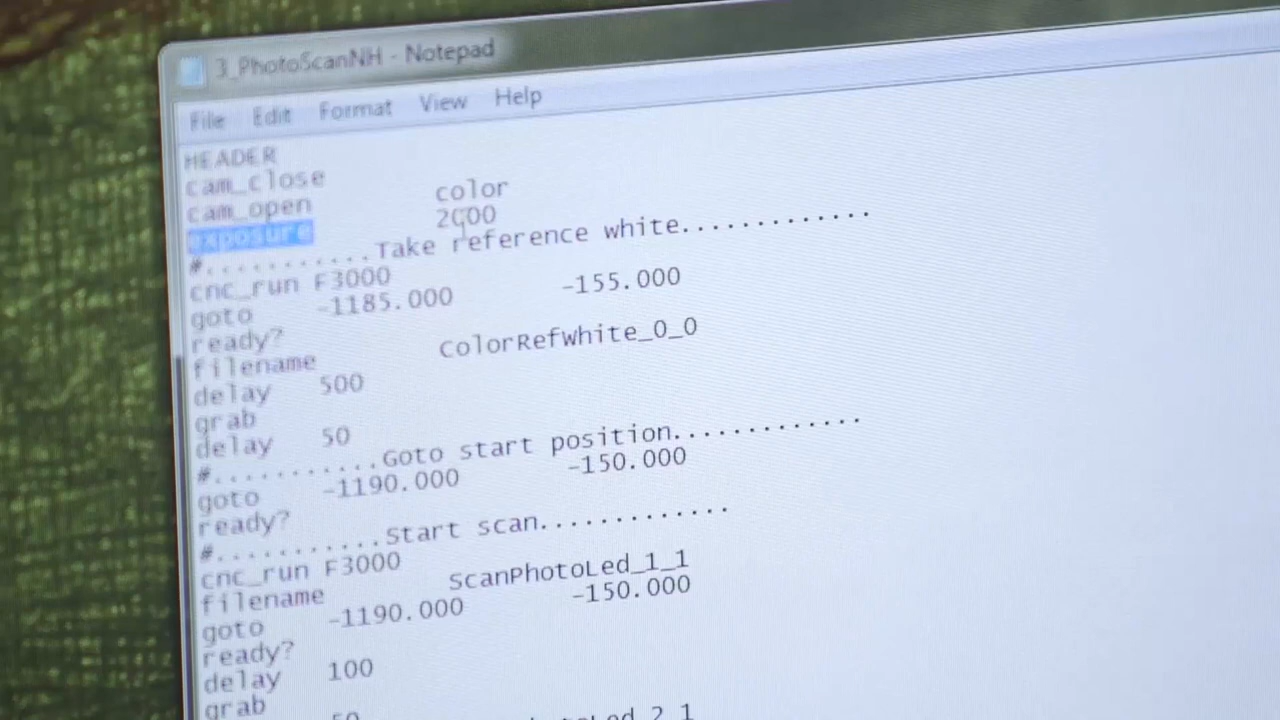 3_PhotoScanNH - Notepad
File Edit Format View Help
HEADER
cam_close
cam_open color
exposure 2000
#...........Take reference white.............
cnc_run F3000
goto -1185.000 -155.000
ready?
filename ColorRefWhite_0_0
delay 500
grab
delay 50
#...........Goto start position.............
goto -1190.000 -150.000
ready?
#...........Start scan.............
cnc_run F3000
filename ScanPhotoLed_1_1
goto -1190.000 -150.000
ready?
delay 100
grab
50
2_1